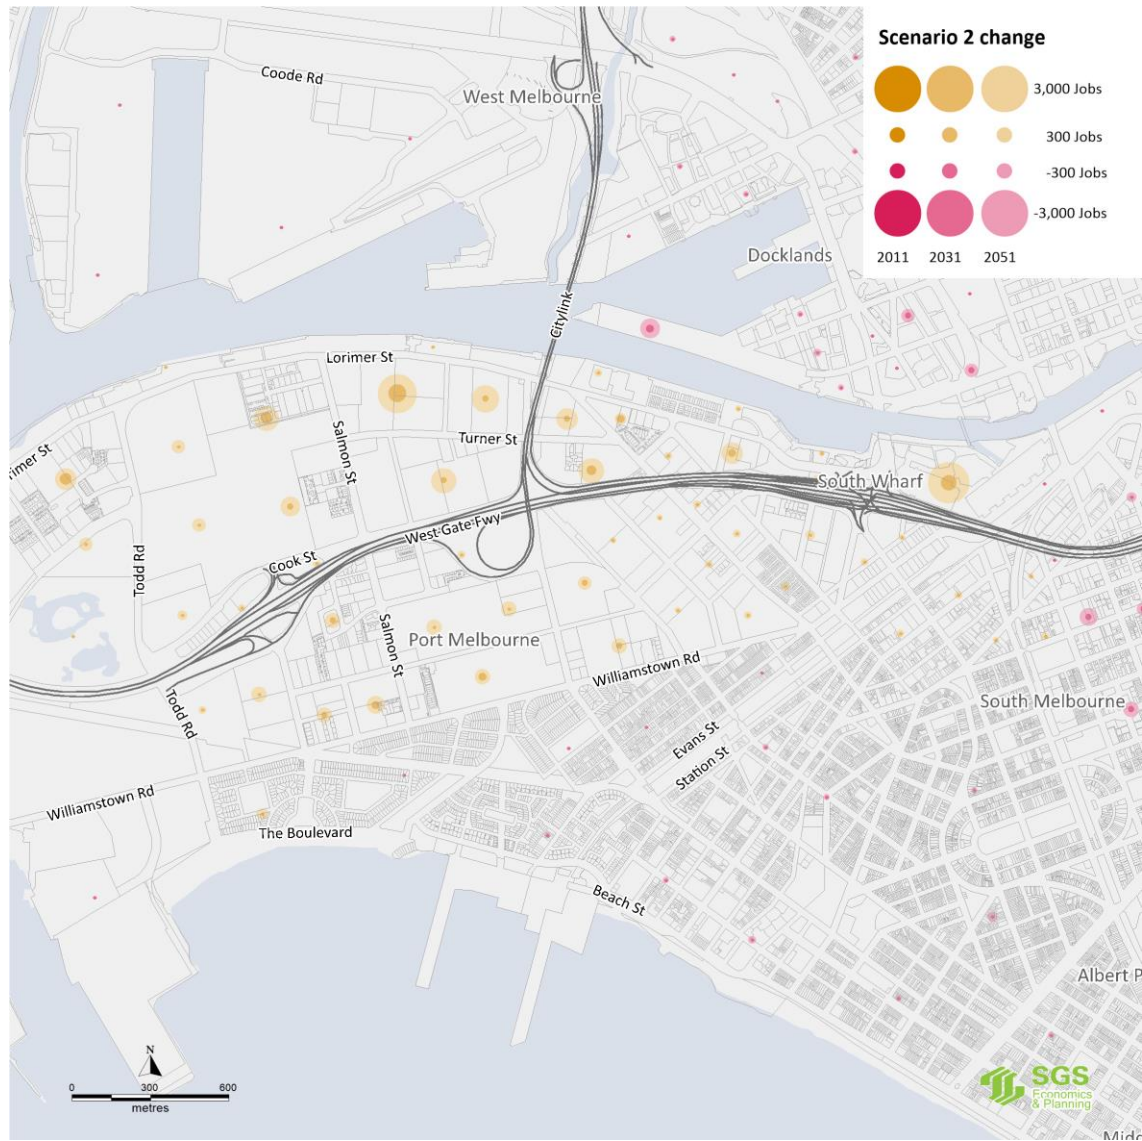 Scenario 2 change
3,000 Jobs
300 Jobs
-300 Jobs
-3,000 Jobs
2011 2031 2051
Coode Rd
West Melbourne
Docklands
Citylink
Lorimer St
Salmon St
Turner St
rimer St
South Wharf
West Gate Fwy
Todd Rd
Cook St
Salmon St
Port Melbourne
Williamstown Rd
Todd Rd
South Melbourne
Evans St
Station St
Williamstown Rd
The Boulevard
Beach St
Albert P
N
0 300 600
metres
SGS
Economics
& Planning
Midd